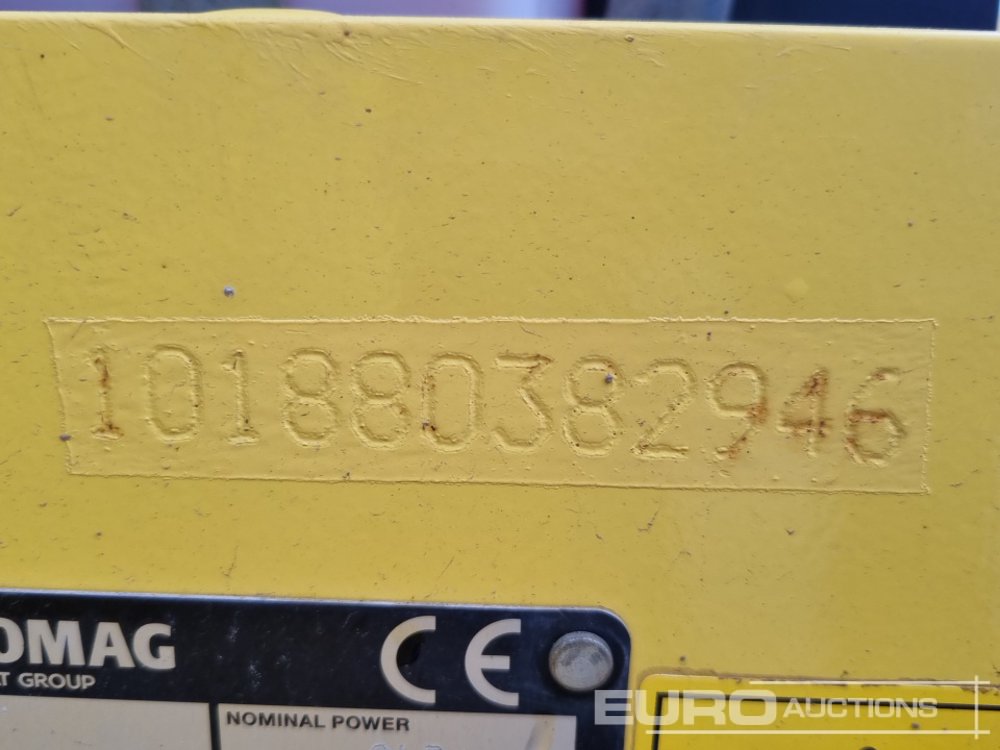 101880382946
OMAG
T GROUP
CE
NOMINAL POWER
EURO AUCTIONS